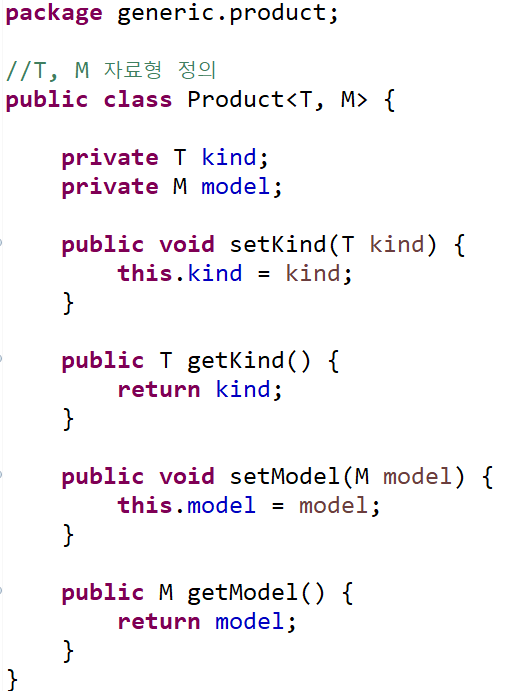 package generic.product;
//T, M 자료형 정의
public class Product<T, M> {
private T kind;
private M model;
public void setKind(T kind) {
this.kind = kind;
}
public T getKind() {
return kind;
}
public void setModel(M model) {
this.model = model;
}
public M getModel() {
return model;
}
}